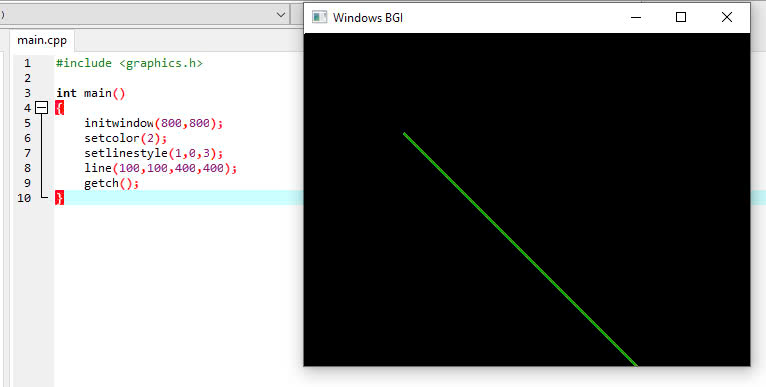 )
main.cpp
Windows BGI
1 #include <graphics.h>
2
3 int main()
4 {
5 initwindow(800,800);
6 setcolor(2);
7 setlinestyle(1,0,3);
8 line(100,100,400,400);
9 getch();
10 }